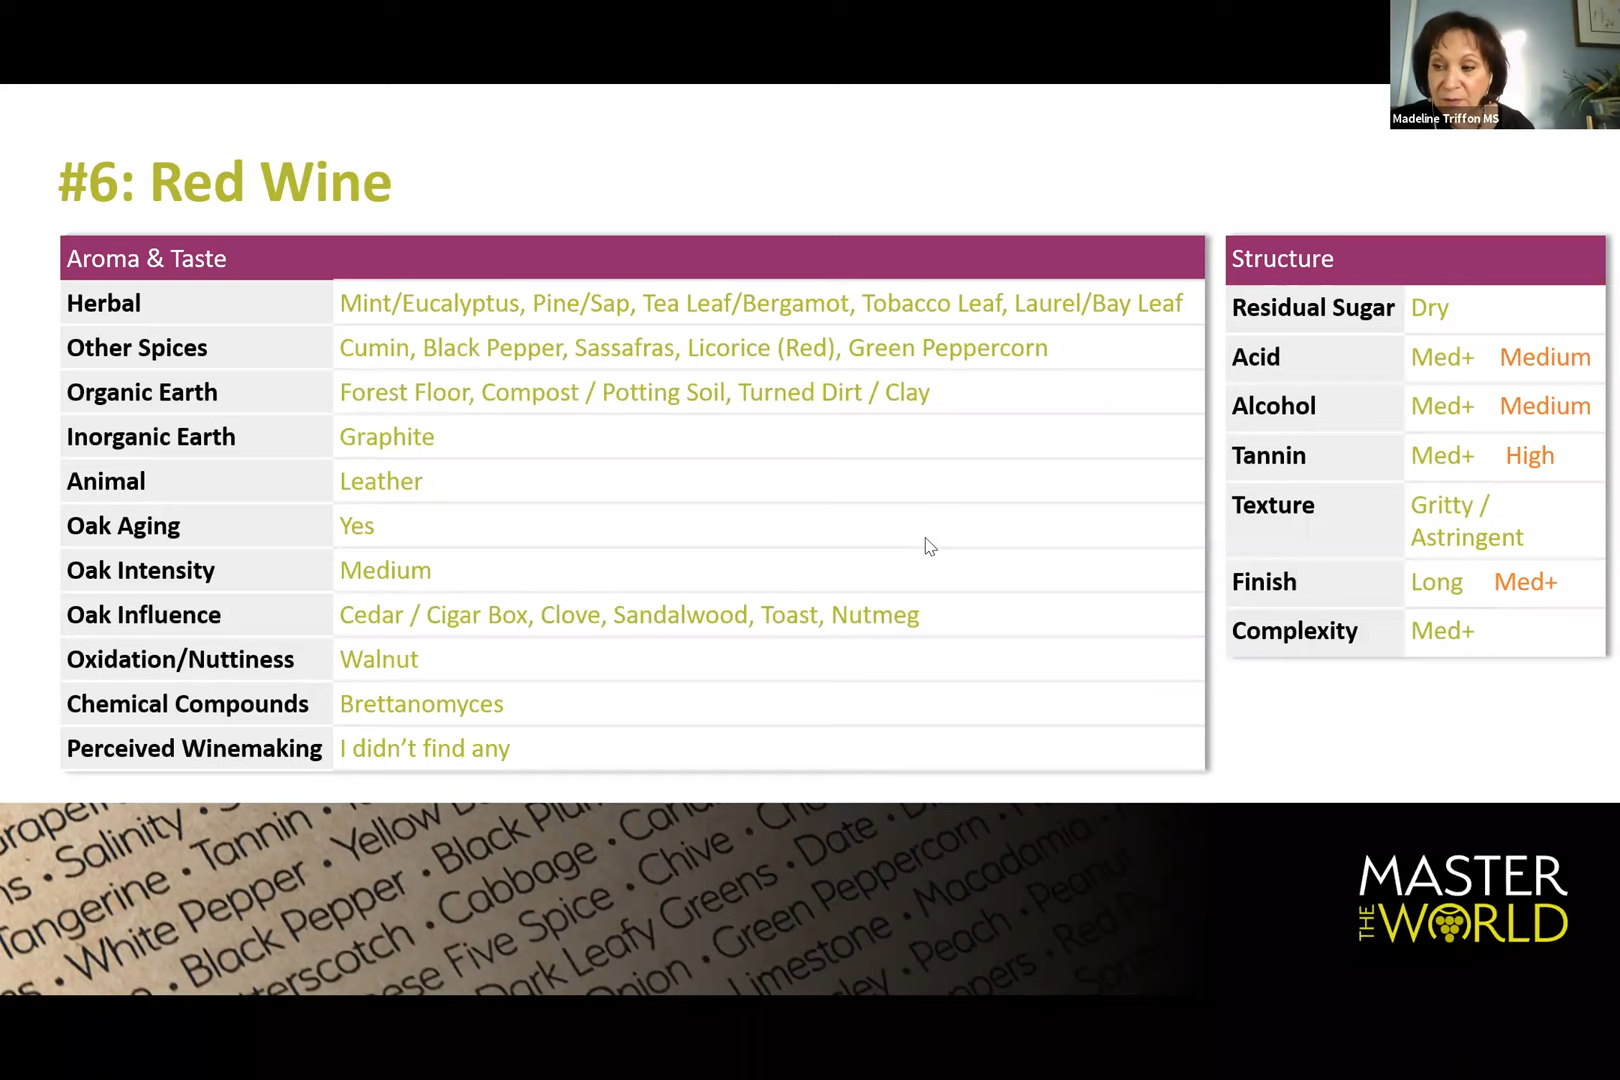 Madeline Triffon MS
#6: Red Wine
Aroma & Taste
Herbal Mint/Eucalyptus, Pine/Sap, Tea Leaf/Bergamot, Tobacco Leaf, Laurel/Bay Leaf
Other Spices Cumin, Black Pepper, Sassafras, Licorice (Red), Green Peppercorn
Organic Earth Forest Floor, Compost / Potting Soil, Turned Dirt / Clay
Inorganic Earth Graphite
Animal Leather
Oak Aging Yes
Oak Intensity Medium
Oak Influence Cedar / Cigar Box, Clove, Sandalwood, Toast, Nutmeg
Oxidation/Nuttiness Walnut
Chemical Compounds Brettanomyces
Perceived Winemaking I didn’t find any
Structure
Residual Sugar Dry
Acid Med+ Medium
Alcohol Med+ Medium
Tannin Med+ High
Texture Gritty /
Astringent
Finish Long Med+
Complexity Med+
• Salinity •
Tangerine • Tannin •
• White Pepper • Yellow
• Black Pepper • Black
• Cabbage •
Five Spice • Chive •
Dark Leafy Greens • Date •
• Green Peppercorn •
Limestone • Macadamia •
• Peach • Peanut
MASTER
THE WORLD